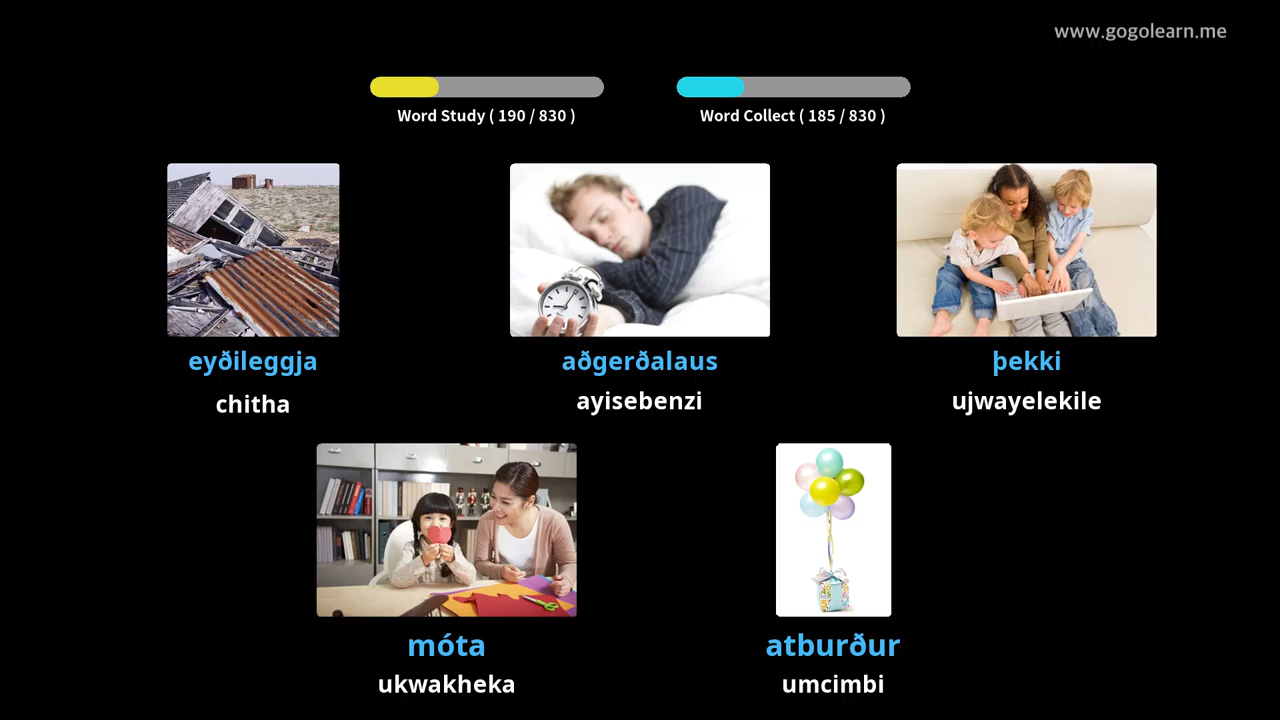 www.gogolearn.me
Word Study ( 190 / 830 )
Word Collect ( 185 / 830 )
eyðileggja
chitha
aðgerðalaus
ayisebenzi
þekki
ujwayelekile
móta
ukwakheka
atburður
umcimbi